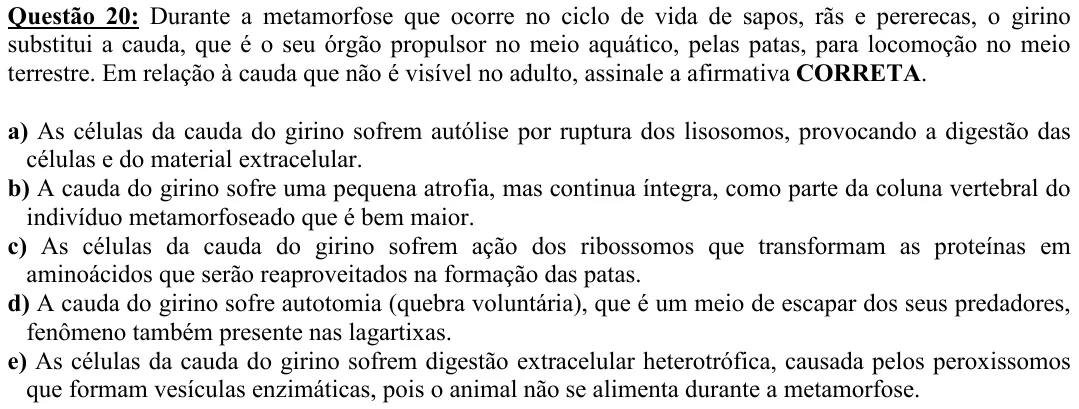 Questão 20: Durante a metamorfose que ocorre no ciclo de vida de sapos, rãs e pererecas, o girino
substitui a cauda, que é o seu órgão propulsor no meio aquático, pelas patas, para locomoção no meio
terrestre. Em relação à cauda que não é visível no adulto, assinale a afirmativa CORRETA.
a) As células da cauda do girino sofrem autólise por ruptura dos lisosomos, provocando a digestão das
células e do material extracelular.
b) A cauda do girino sofre uma pequena atrofia, mas continua íntegra, como parte da coluna vertebral do
indivíduo metamorfoseado que é bem maior.
c) As células da cauda do girino sofrem ação dos ribossomos que transformam as proteínas em
aminoácidos que serão reaproveitados na formação das patas.
d) A cauda do girino sofre autotomia (quebra voluntária), que é um meio de escapar dos seus predadores,
fenômeno também presente nas lagartixas.
e) As células da cauda do girino sofrem digestão extracelular heterotrófica, causada pelos peroxissomos
que formam vesículas enzimáticas, pois o animal não se alimenta durante a metamorfose.